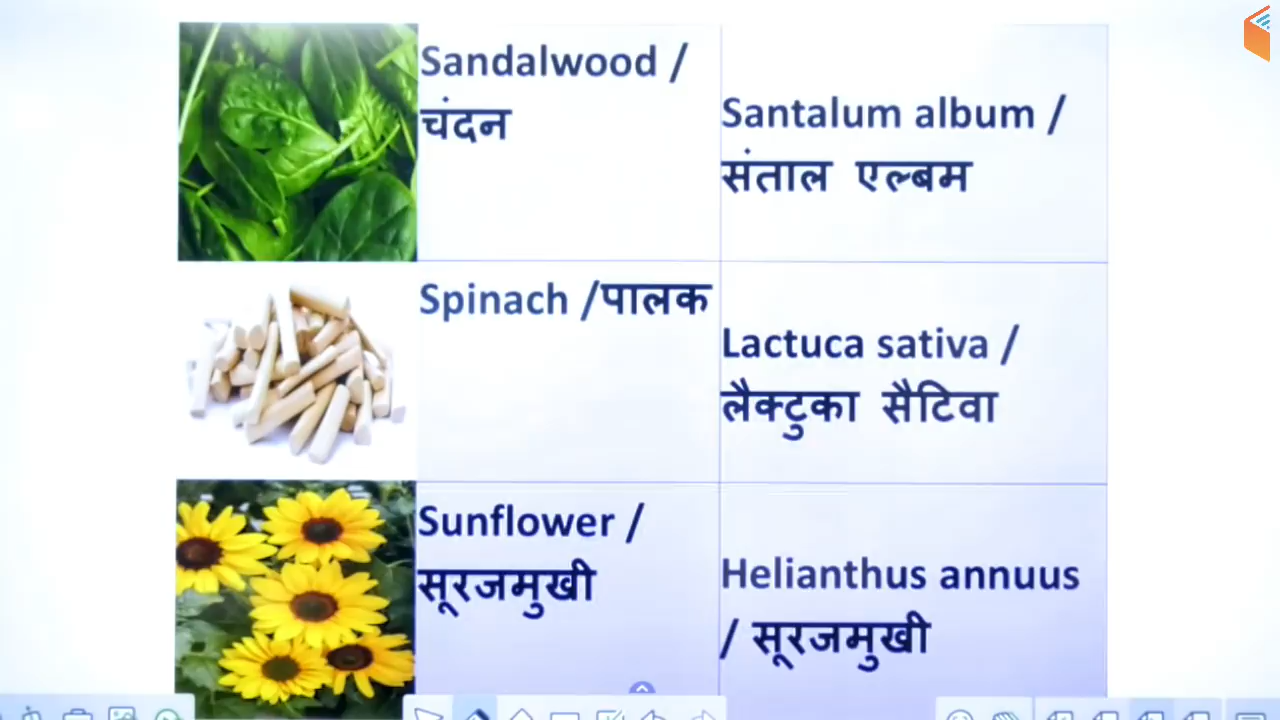 Sandalwood /
चंदन
Santalum album /
संताल एल्बम
Spinach /पालक
Lactuca sativa /
लैक्टुका सैटिवा
Sunflower /
सूरजमुखी
Helianthus annuus
/ सूरजमुखी